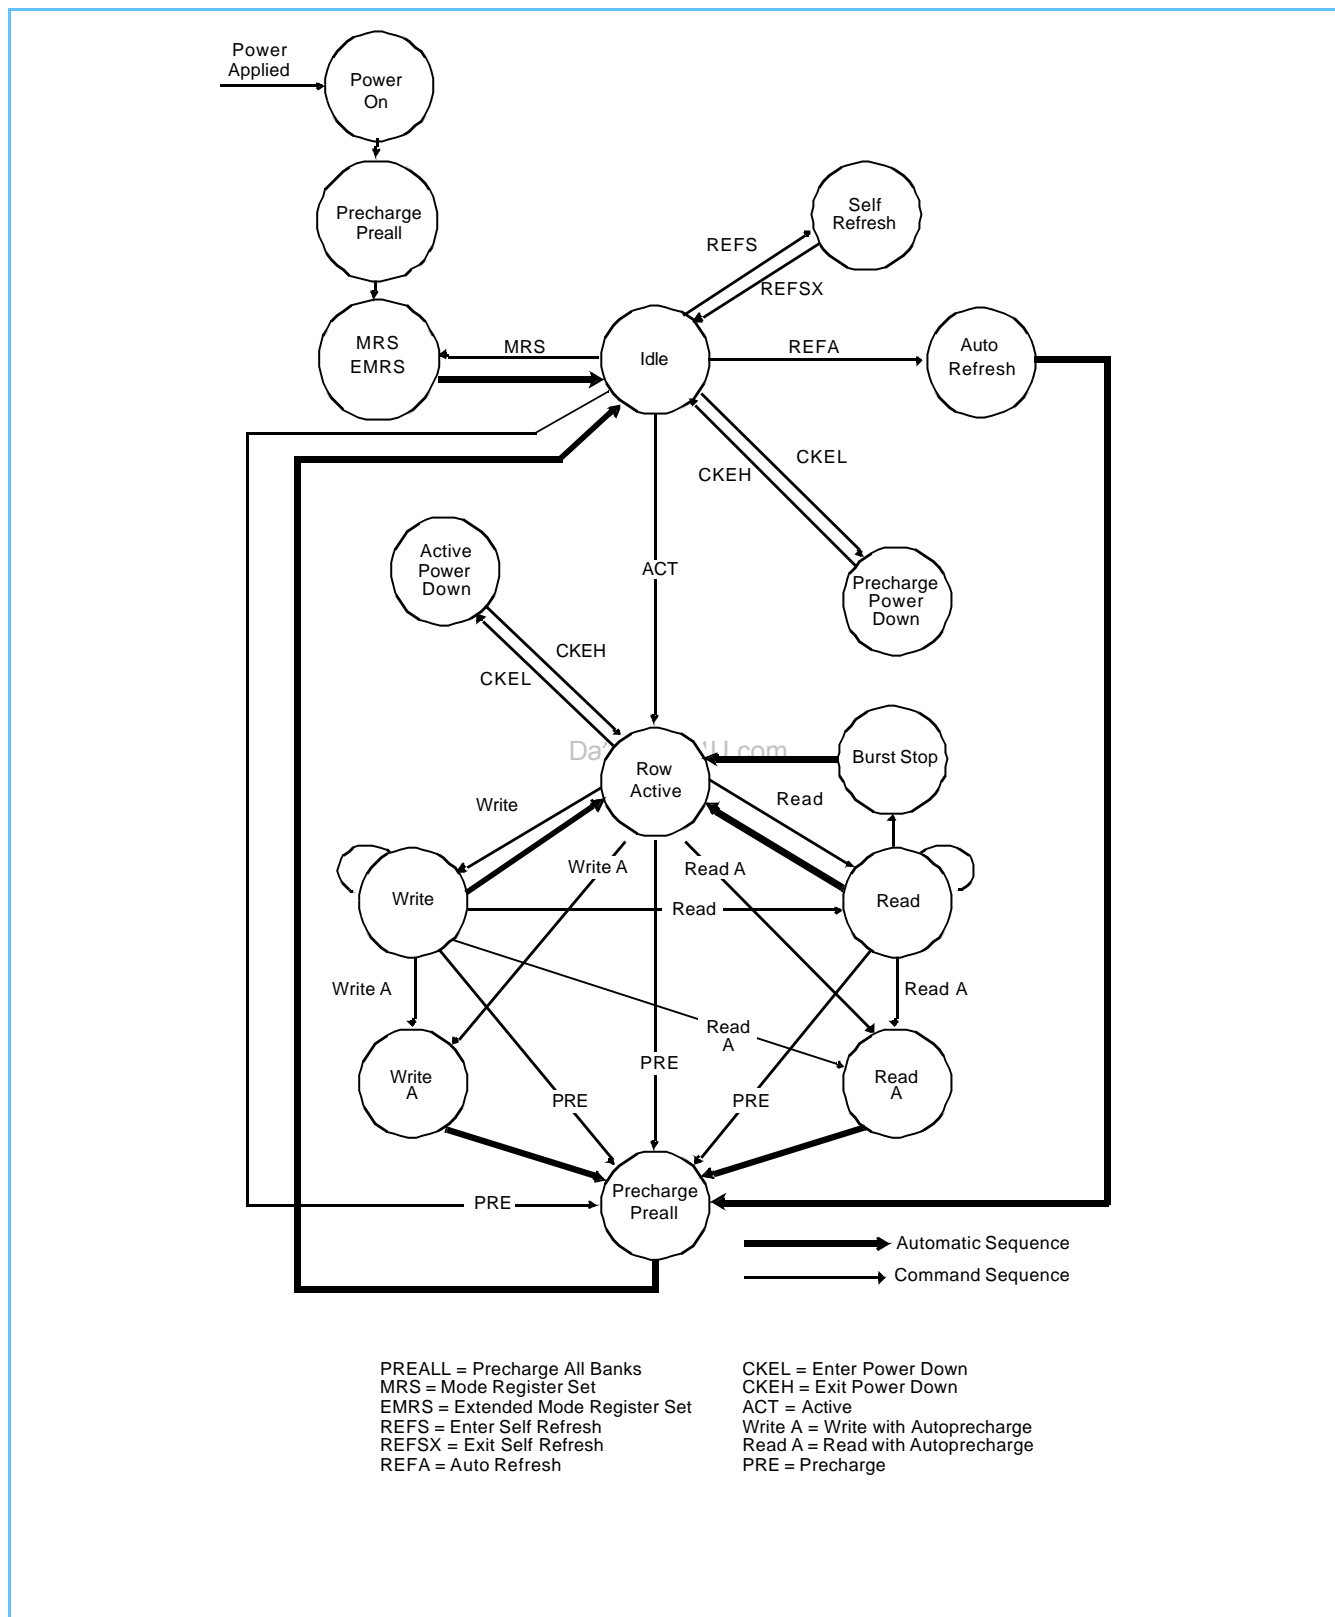 Power
Applied
Power
On
Precharge
Preall
Self
Refresh
REFS
REFSX
MRS
EMRS
MRS
Idle
REFA
Auto
Refresh
CKEL
CKEH
Active
Power
Down
ACT
Precharge
Power
Down
CKEH
CKEL
Row
Active
Burst Stop
Write
Read
Write A
Read A
Write
Read
Read
Write A
Read A
Read
A
Write
A
PRE
PRE
PRE
Read
A
PRE
Precharge
Preall
Automatic Sequence
Command Sequence
PREALL = Precharge All Banks
MRS = Mode Register Set
EMRS = Extended Mode Register Set
REFS = Enter Self Refresh
REFSX = Exit Self Refresh
REFA = Auto Refresh
CKEL = Enter Power Down
CKEH = Exit Power Down
ACT = Active
Write A = Write with Autoprecharge
Read A = Read with Autoprecharge
PRE = Precharge